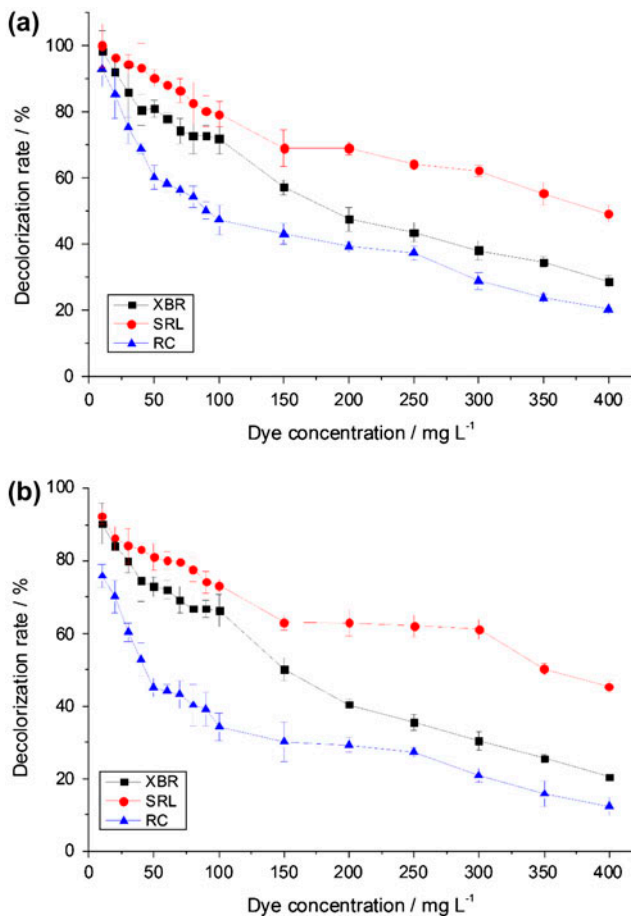 (a)
100
80
60
40
20
0
Decolorization rate / %
XBR
SRL
RC
0 50 100 150 200 250 300 350 400
Dye concentration / mg L⁻¹
(b)
100
80
60
40
20
0
Decolorization rate / %
XBR
SRL
RC
0 50 100 150 200 250 300 350 400
Dye concentration / mg L⁻¹